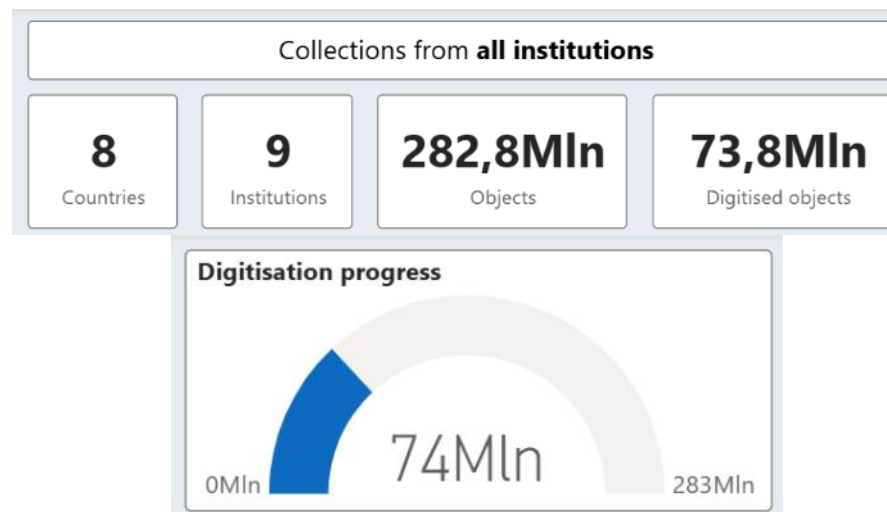 Collections from all institutions
8
Countries
9
Institutions
282,8Mln
Objects
73,8Mln
Digitised objects
Digitisation progress
74Mln
0Mln
283Mln